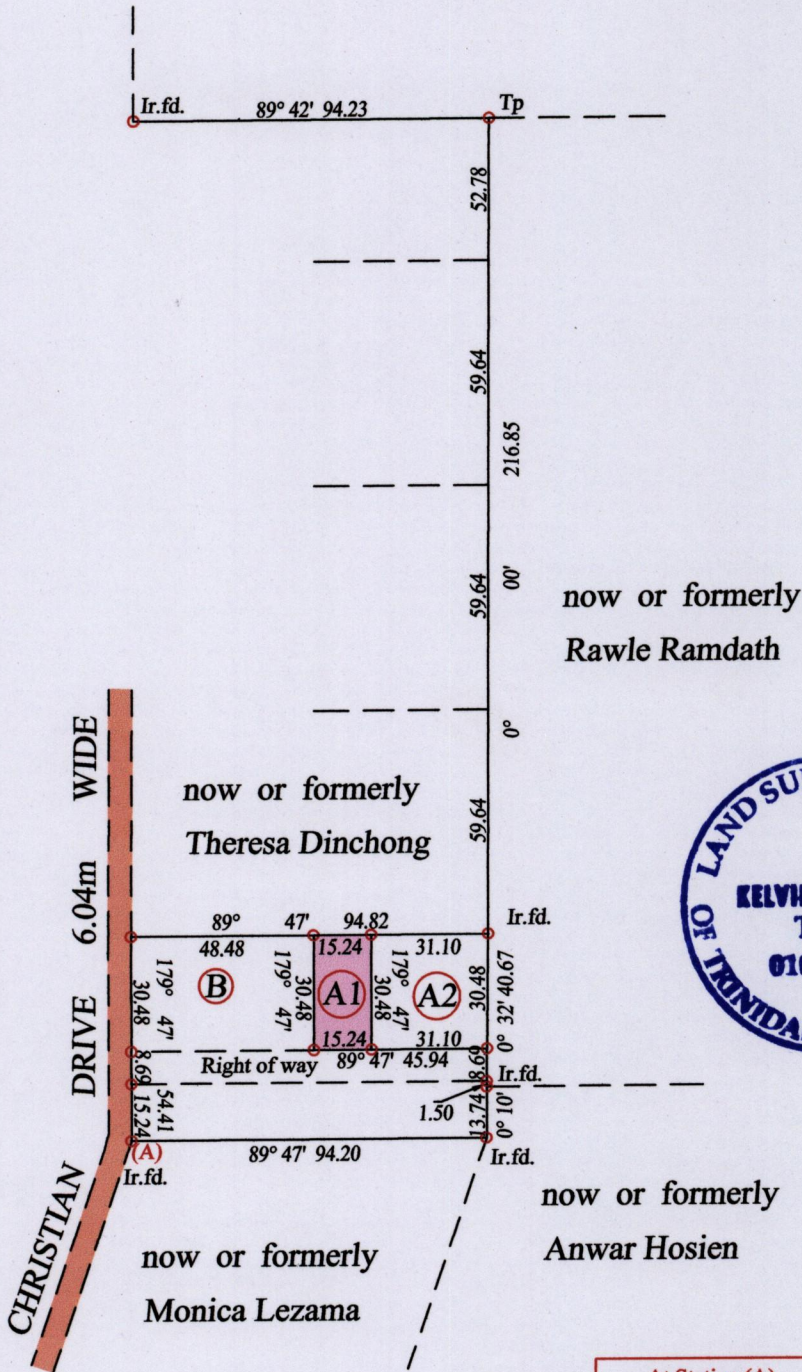 Ir.fd.
89° 42' 94.23
Tp
52.78
59.64
216.85
59.64
00'
now or formerly
Rawle Ramdath
0°
59.64
CHRISTIAN DRIVE 6.04m WIDE
now or formerly
Theresa Dinchong
LAND SU
KELVI
OF TRINIDA
89° 47' 94.82
Ir.fd.
48.48
15.24
31.10
179° 47'
30.48
B
179° 47'
30.48
A1
30.48
179° 47'
A2
30.48
0° 32' 40.67
15.24
31.10
Right of way
89° 47' 45.94
8.69
8.69
Ir.fd.
1.50
15.24
54.41
13.74
0° 10'
(A)
Ir.fd.
89° 47' 94.20
Ir.fd.
now or formerly
Anwar Hosien
now or formerly
Monica Lezama
At Station (A)